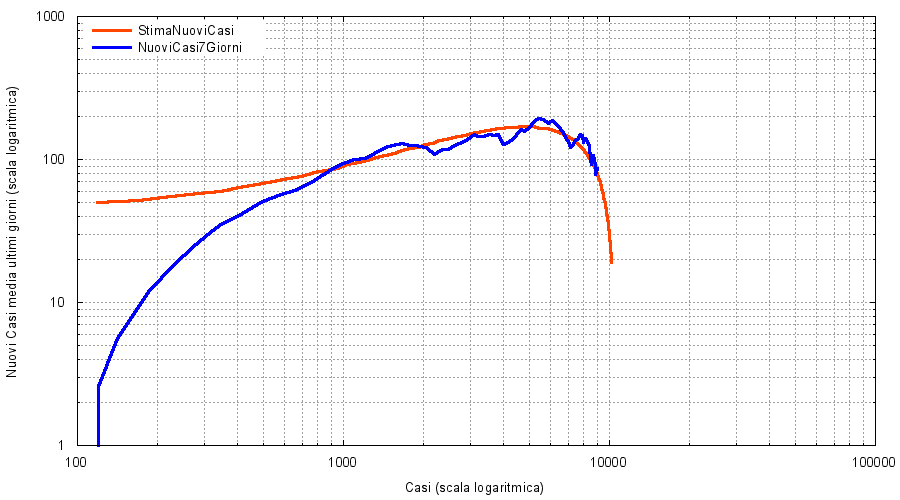 1000
StimaNuoviCasi
NuoviCasi7Giorni
100
10
1
100
1000
10000
100000
Nuovi Casi media ultimi giorni (scala logaritmica)
Casi (scala logaritmica)